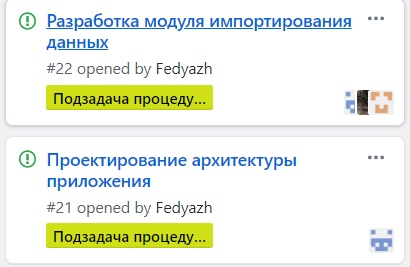 Разработка модуля импортирования
данных
#22 opened by Fedyazh
Подзадача процеду...
Проектирование архитектуры
приложения
#21 opened by Fedyazh
Подзадача процеду...